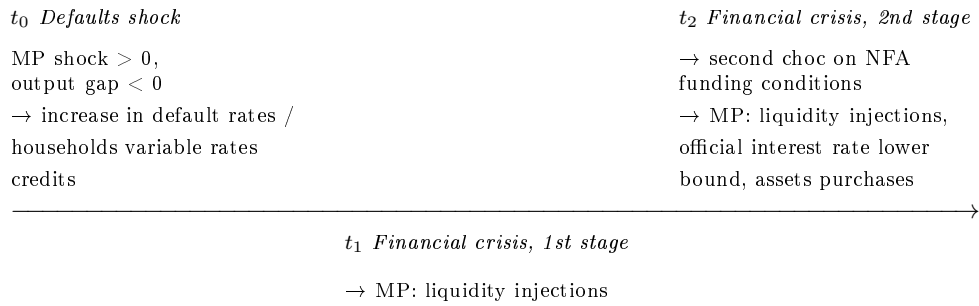 t₀ Defaults shock
MP shock > 0,
output gap < 0
→ increase in default rates /
households variable rates
credits
t₂ Financial crisis, 2nd stage
→ second choc on NFA
funding conditions
→ MP: liquidity injections,
official interest rate lower
bound, assets purchases
t₁ Financial crisis, 1st stage
→ MP: liquidity injections